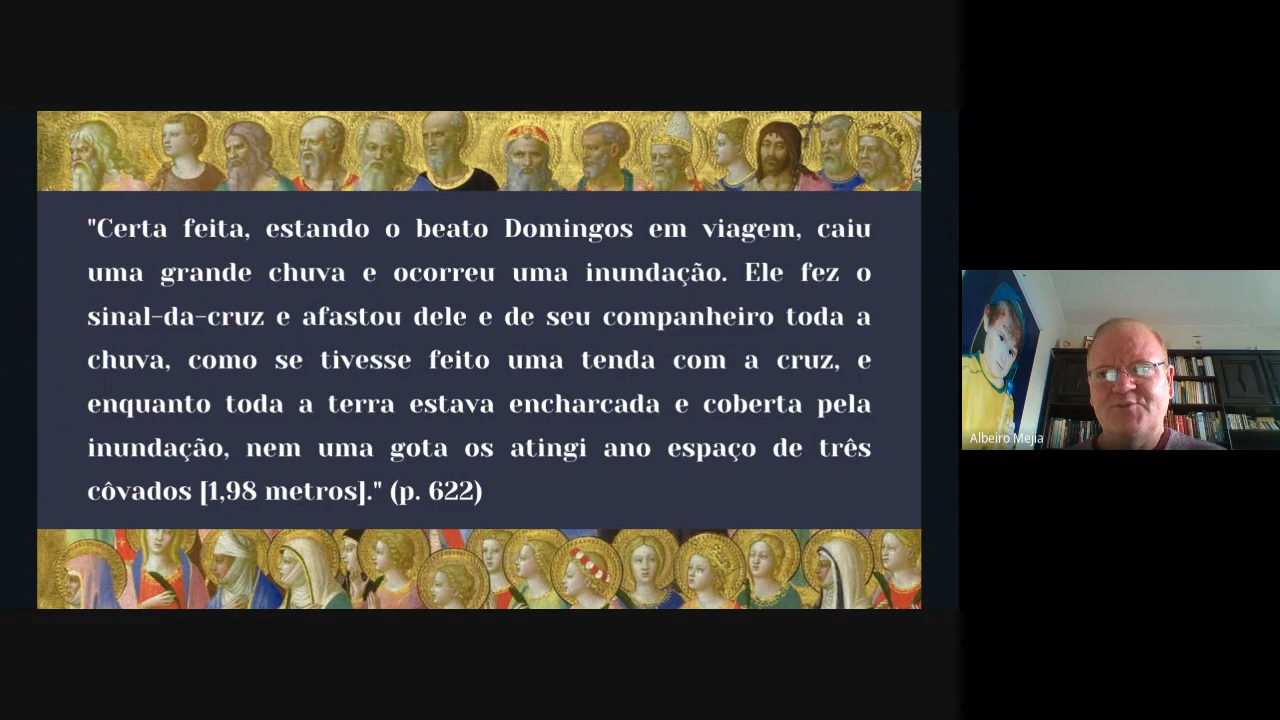 "Certa feita, estando o beato Domingos em viagem, caiu
uma grande chuva e ocorreu uma inundação. Ele fez o
sinal-da-cruz e afastou dele e de seu companheiro toda a
chuva, como se tivesse feito uma tenda com a cruz, e
enquanto toda a terra estava encharcada e coberta pela
inundação, nem uma gota os atingi ano espaço de três
côvados [1,98 metros]." (p. 622)
Albeiro Mejia